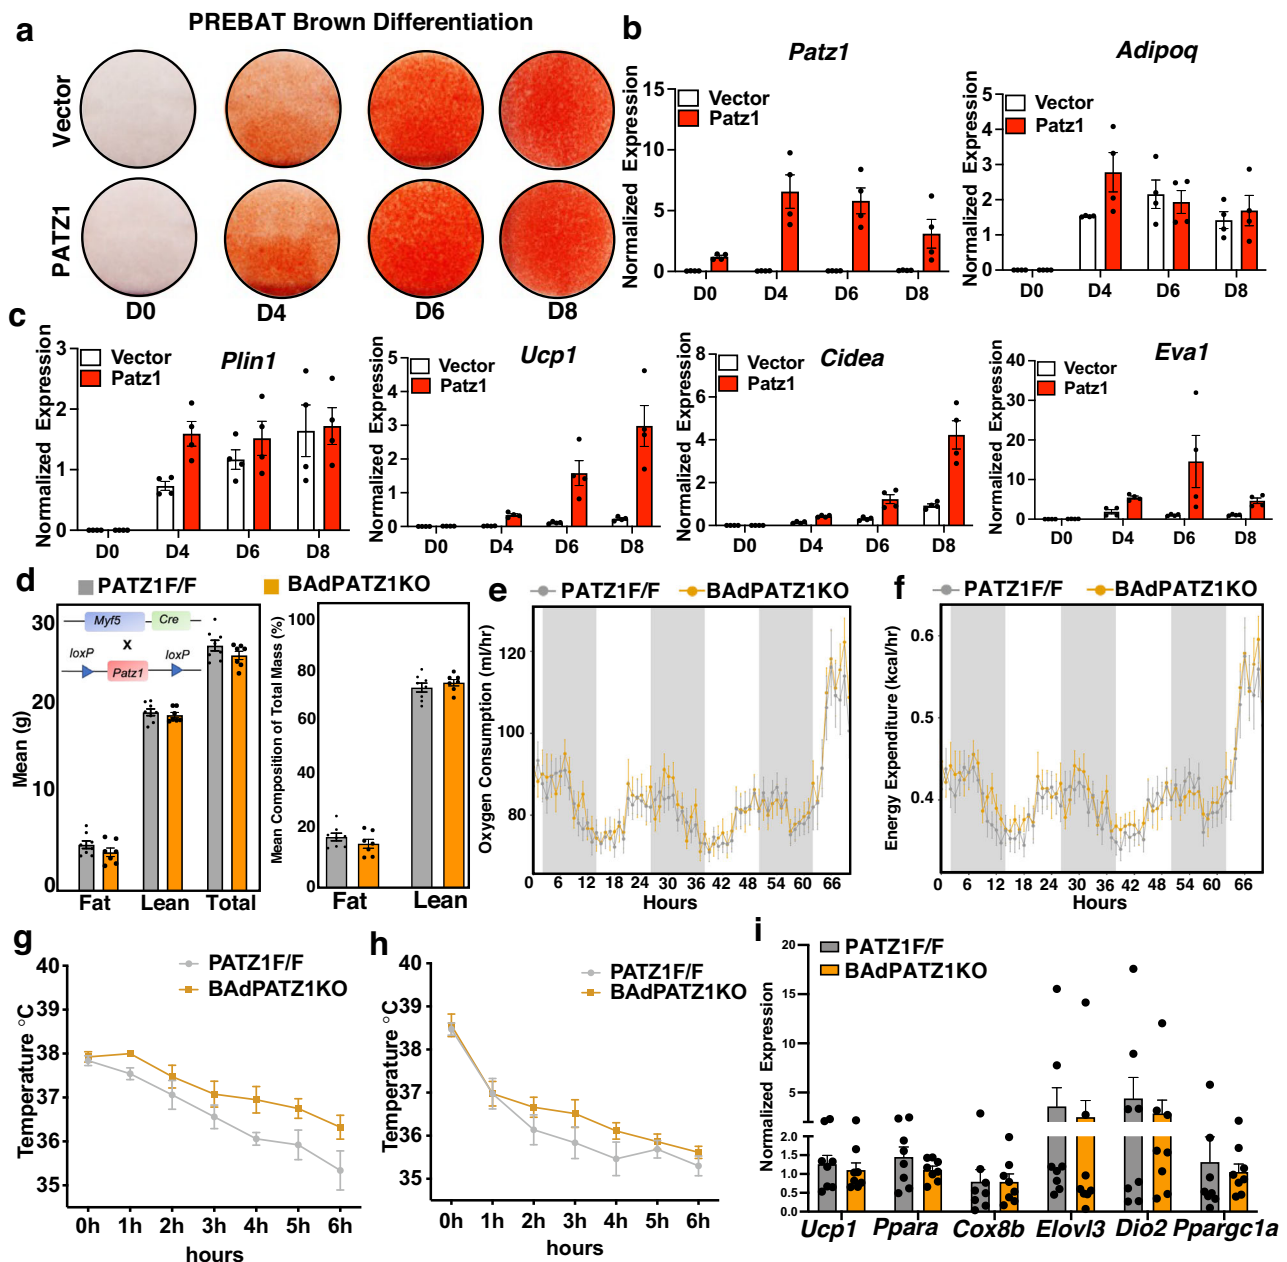 a
PREBAT Brown Differentiation
Vector
PATZ1
D0 D4 D6 D8
b
Patz1
Normalized Expression
15
10
5
0
Vector
Patz1
D0 D4 D6 D8
Adipoq
Normalized Expression
5
4
3
2
1
0
Vector
Patz1
D0 D4 D6 D8
c
Plin1
Normalized Expression
3
2
1
0
Vector
Patz1
D0 D4 D6 D8
Ucp1
Normalized Expression
5
4
3
2
1
0
Vector
Patz1
D0 D4 D6 D8
Cidea
Normalized Expression
8
6
4
2
0
Vector
Patz1
D0 D4 D6 D8
Eva1
Normalized Expression
40
30
20
10
0
Vector
Patz1
D0 D4 D6 D8
d
PATZ1F/F BAdPATZ1KO
Mean (g)
30
20
10
0
Myf5 Cre
x
loxP Patz1 loxP
Fat Lean Total
Mean Composition of Total Mass (%)
100
80
60
40
20
0
Fat Lean
e
PATZ1F/F BAdPATZ1KO
Oxygen Consumption (ml/hr)
120
100
80
0 6 12 18 24 30 36 42 48 54 60 66
Hours
f
PATZ1F/F BAdPATZ1KO
Energy Expenditure (kcal/hr)
0.6
0.5
0.4
0 6 12 18 24 30 36 42 48 54 60 66
Hours
g
PATZ1F/F
BAdPATZ1KO
Temperature °C
40
39
38
37
36
35
0h 1h 2h 3h 4h 5h 6h
hours
h
PATZ1F/F
BAdPATZ1KO
Temperature °C
40
39
38
37
36
35
0h 1h 2h 3h 4h 5h 6h
hours
i
PATZ1F/F
BAdPATZ1KO
Normalized Expression
20
15
10
5
2.0
1.5
1.0
0.5
0.0
Ucp1 Ppara Cox8b Elovl3 Dio2 Ppargc1a